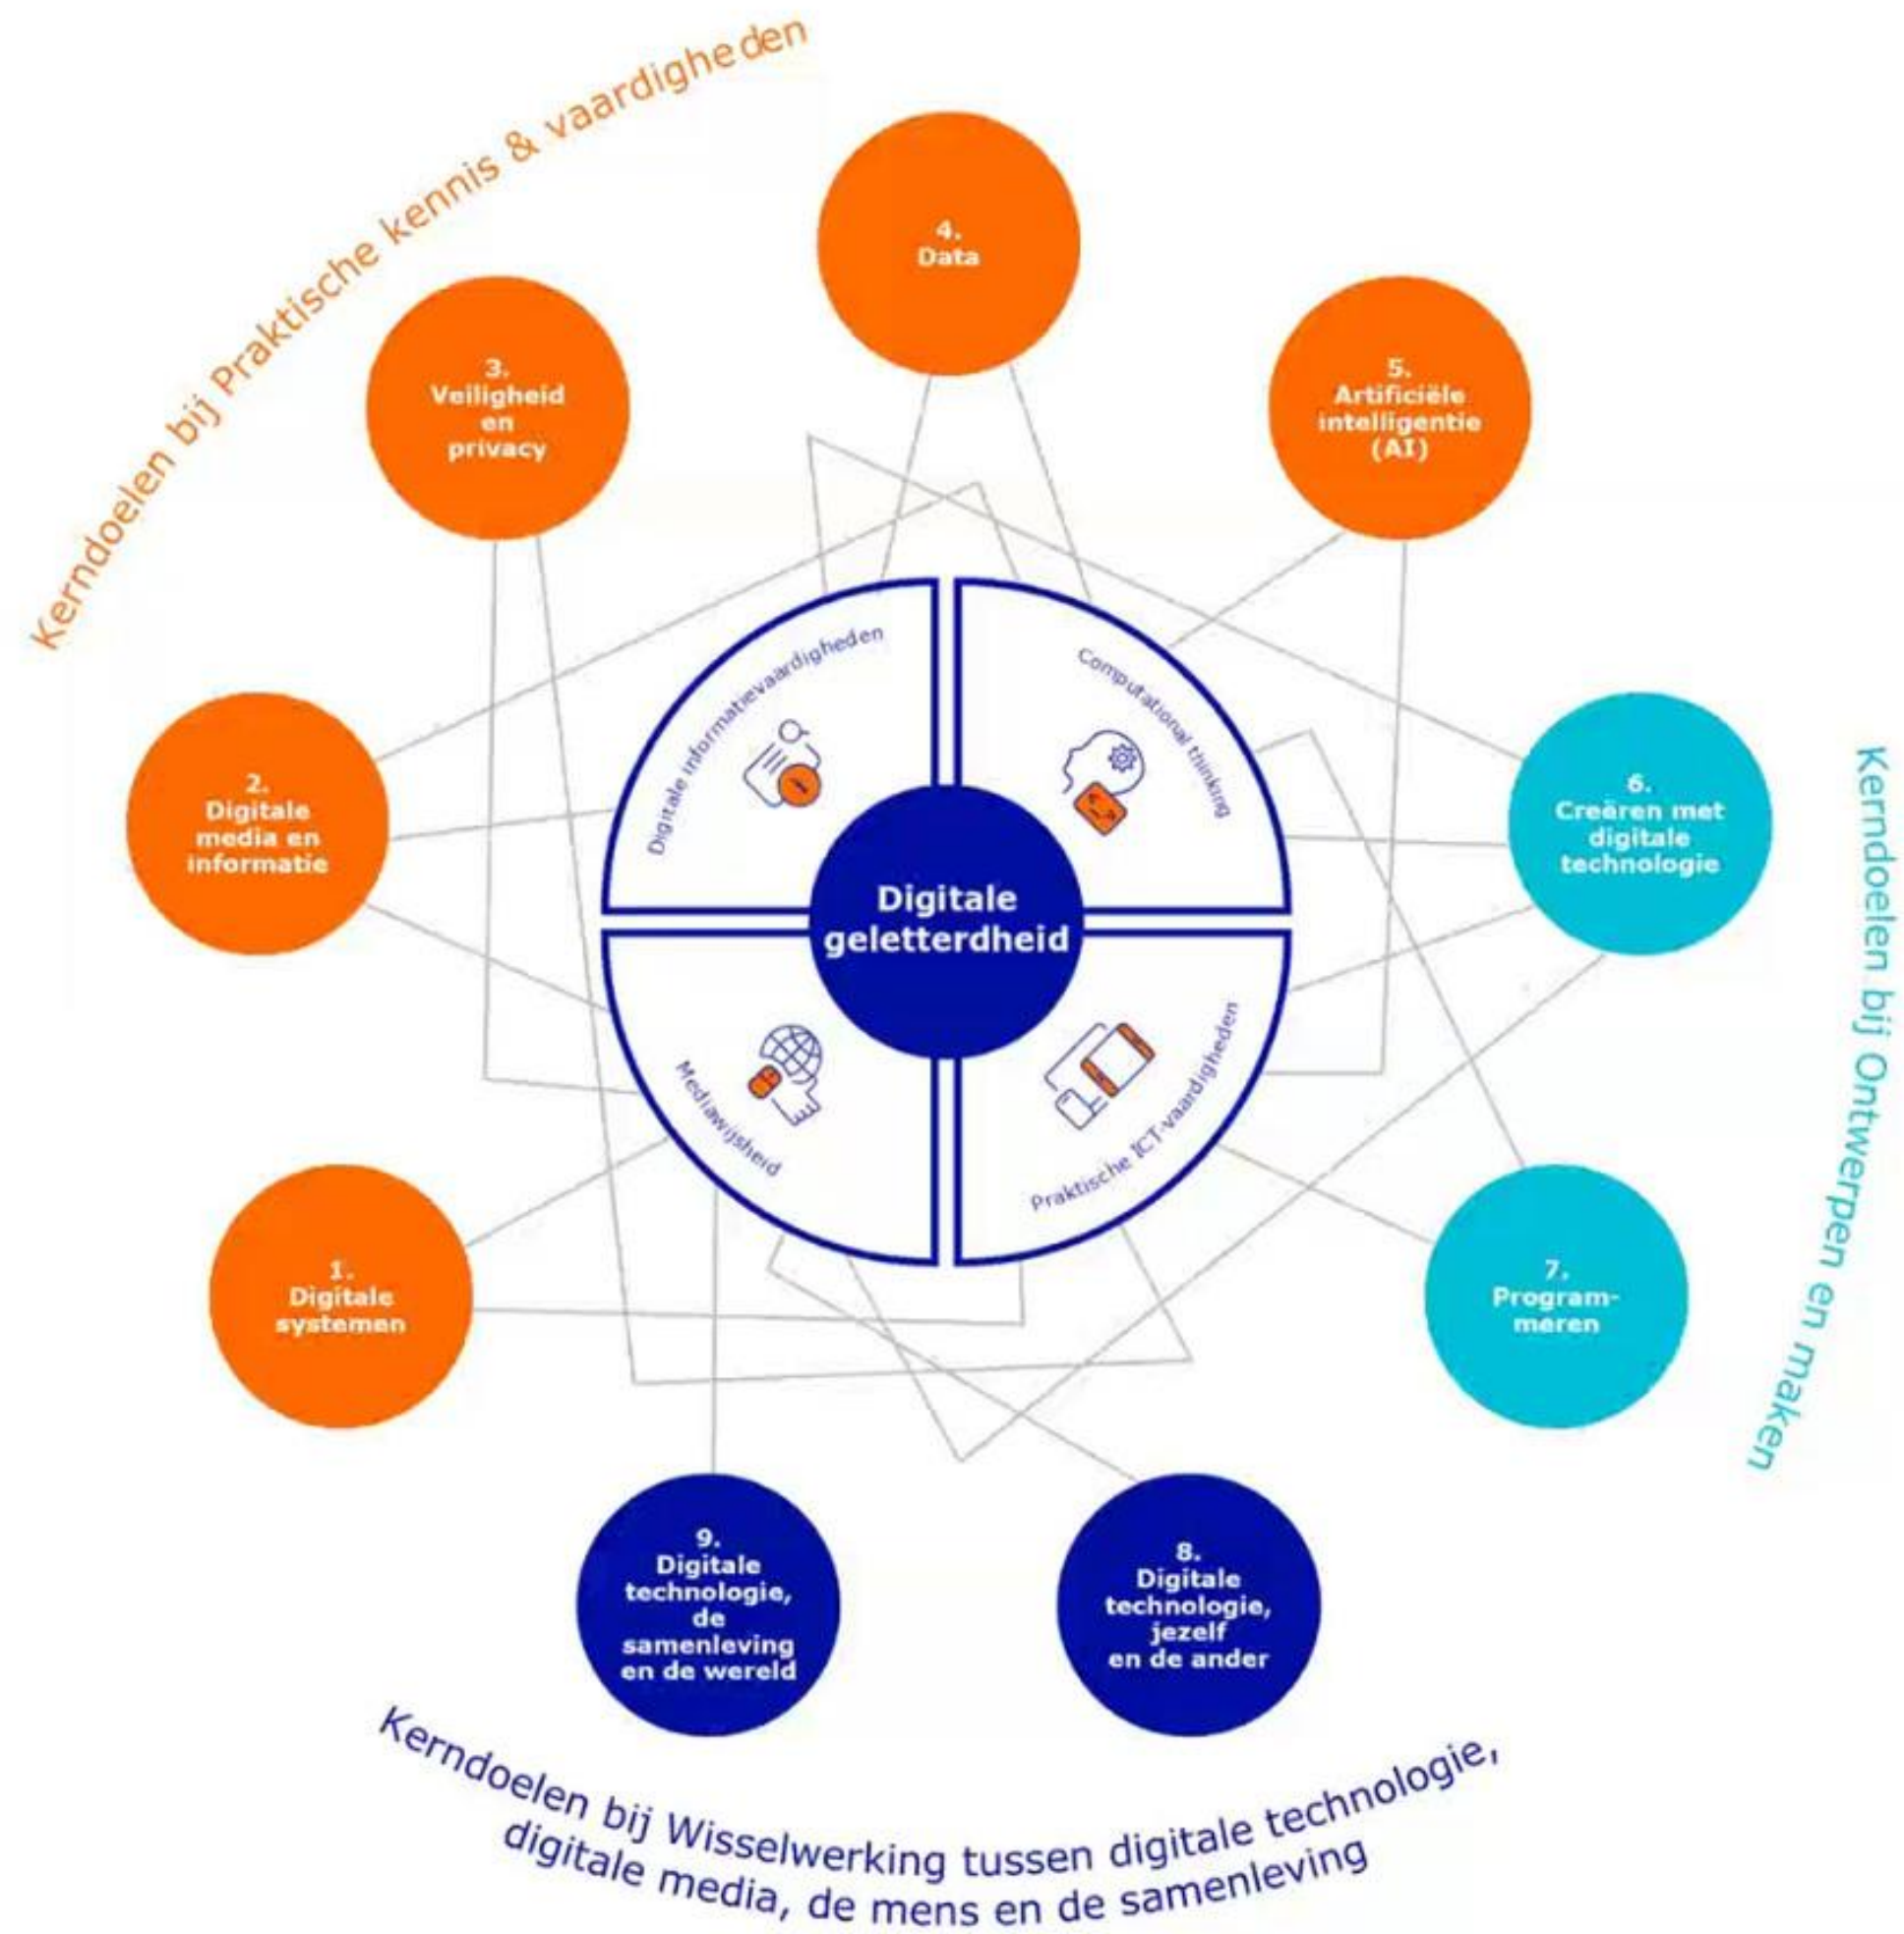 Kerndoelen bij Praktische kennis & vaardigheden
4.
Data
3.
Veiligheid
en
privacy
5.
Artificiële
intelligentie
(AI)
2.
Digitale
media en
informatie
Digitale informatievaardigheden
Computational thinking
6.
Creëren met
digitale
technologie
Digitale
geletterdheid
Mediawijsheid
Praktische ICT-vaardigheden
Kerndoelen bij Ontwerpen en maken
1.
Digitale
systemen
7.
Program-
meren
9.
Digitale
technologie,
de
samenleving
en de wereld
8.
Digitale
technologie,
jezelf
en de ander
Kerndoelen bij Wisselwerking tussen digitale technologie,
digitale media, de mens en de samenleving